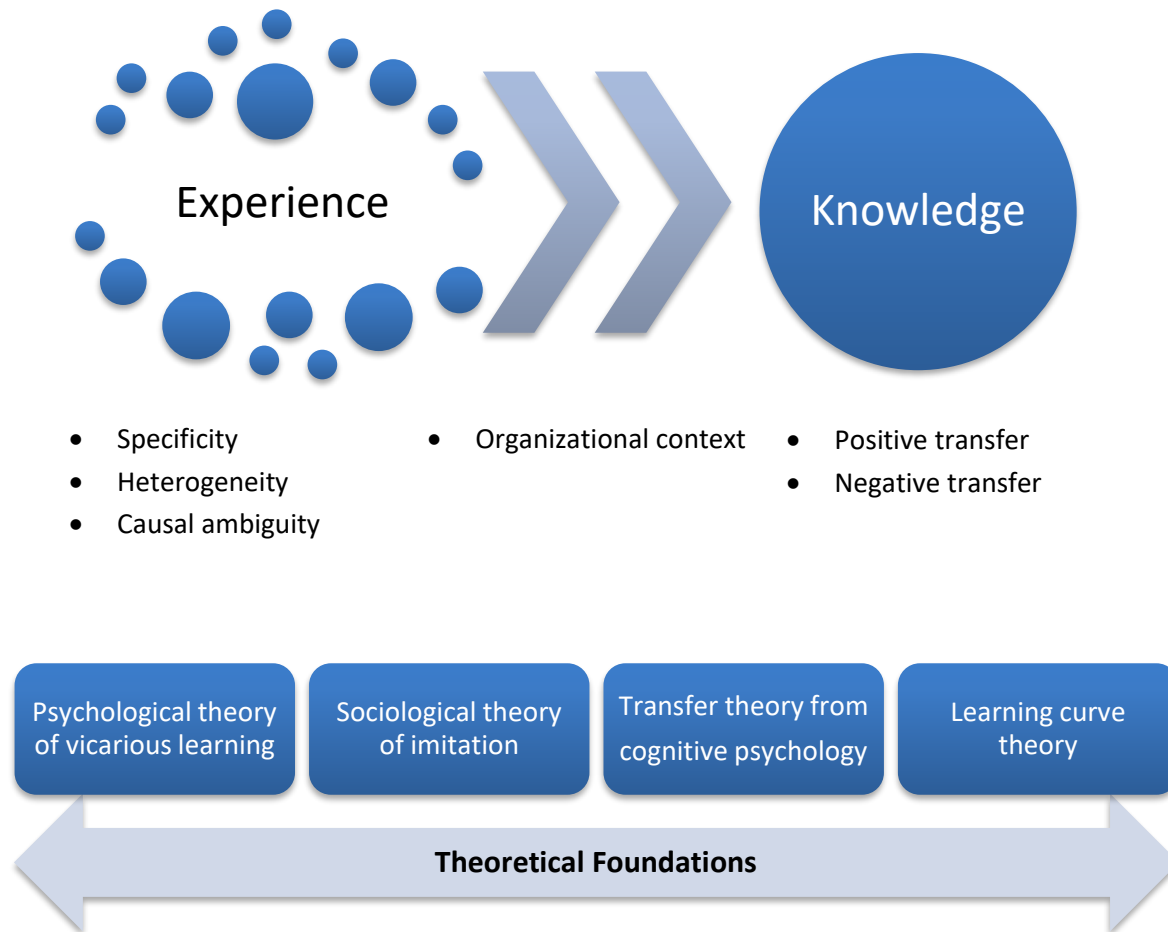 Experience
Knowledge
• Specificity
• Heterogeneity
• Causal ambiguity
• Organizational context
• Positive transfer
• Negative transfer
Psychological theory
of vicarious learning
Sociological theory
of imitation
Transfer theory from
cognitive psychology
Learning curve
theory
Theoretical Foundations